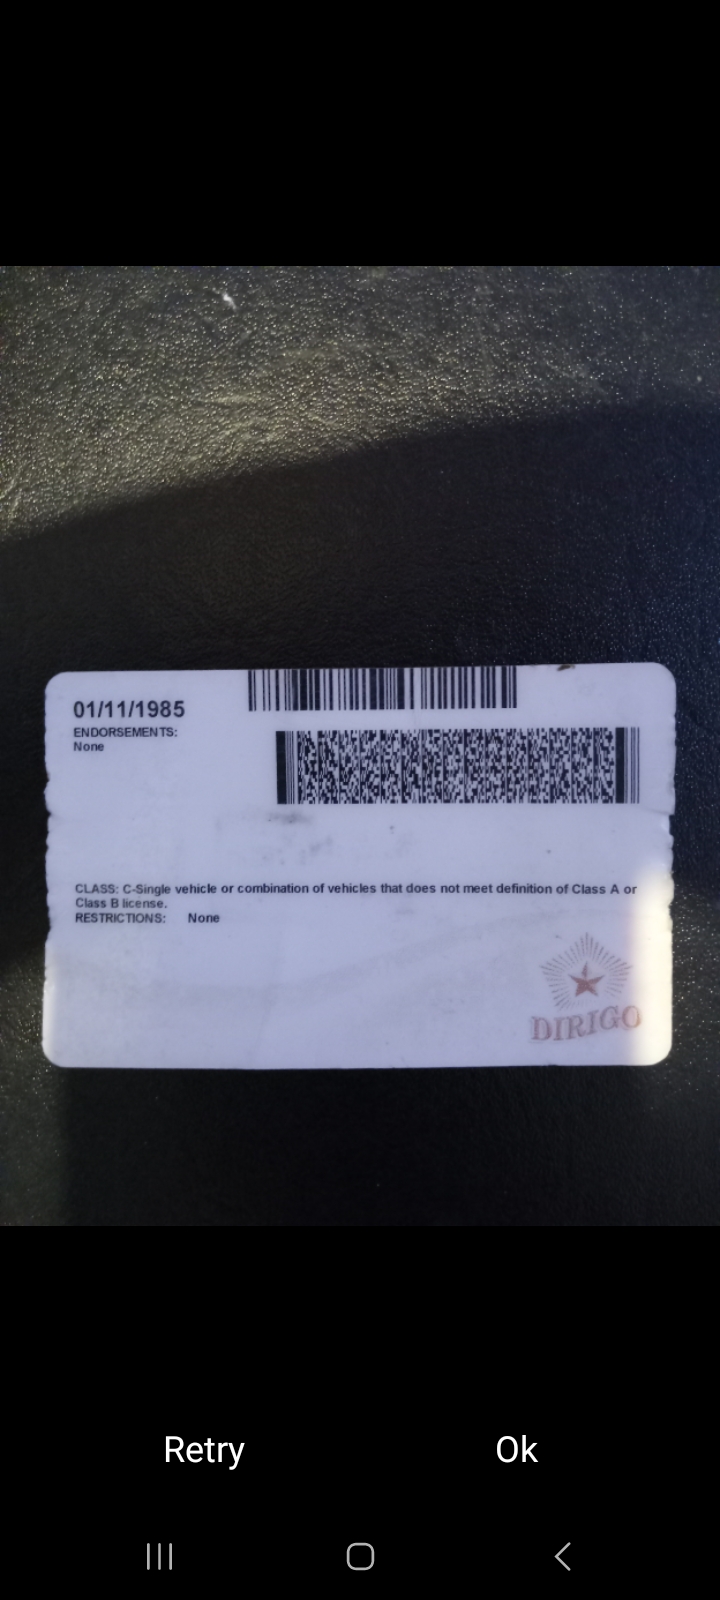 01/11/1985
ENDORSEMENTS:
None
CLASS: C-Single vehicle or combination of vehicles that does not meet definition of Class A or
Class B license.
RESTRICTIONS: None
DIRIGO
Retry Ok